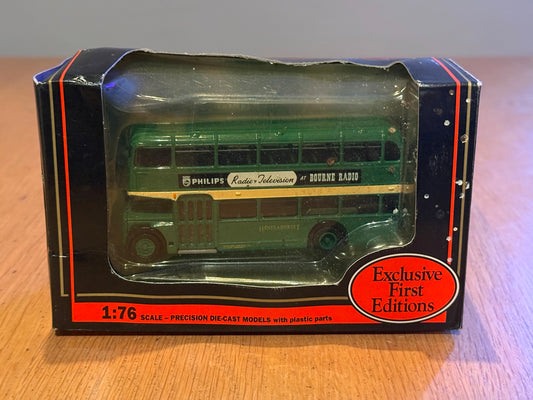 PHILIPS Radio & Television AT BOURNE RADIO
Exclusive
First
Editions
1:76 SCALE – PRECISION DIE-CAST MODELS with plastic parts